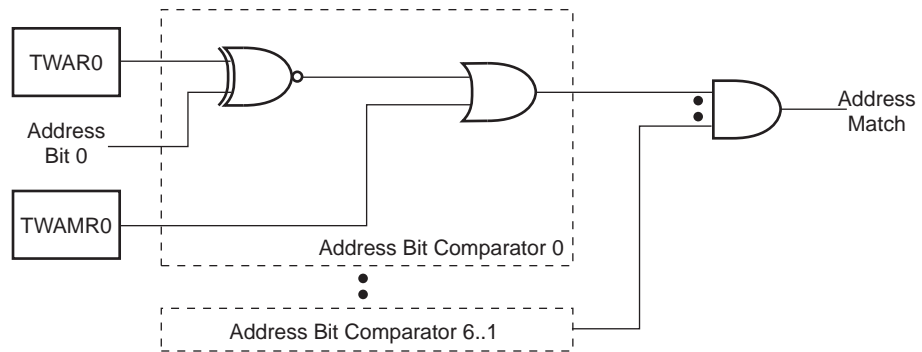 TWAR0
Address
Bit 0
TWAMR0
Address Bit Comparator 0
Address Bit Comparator 6..1
Address
Match